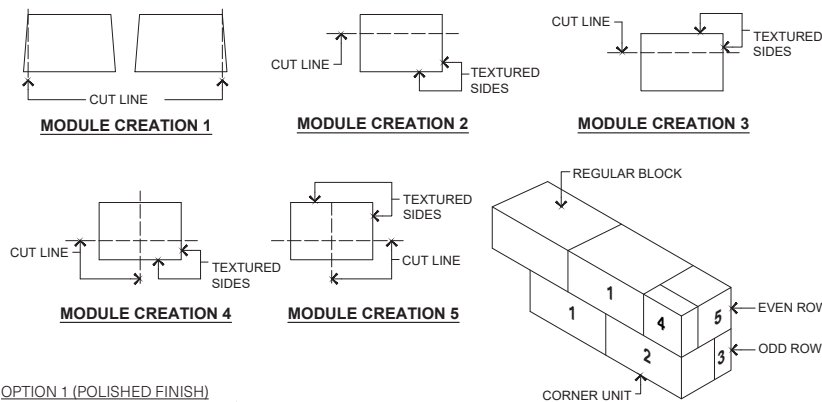 CUT LINE
TEXTURED
SIDES
CUT LINE
TEXTURED
SIDES
CUT LINE
MODULE CREATION 1
MODULE CREATION 2
MODULE CREATION 3
REGULAR BLOCK
TEXTURED
SIDES
CUT LINE
TEXTURED
SIDES
CUT LINE
MODULE CREATION 4
MODULE CREATION 5
1
1
4
5
2
3
EVEN ROW
ODD ROW
CORNER UNIT
OPTION 1 (POLISHED FINISH)